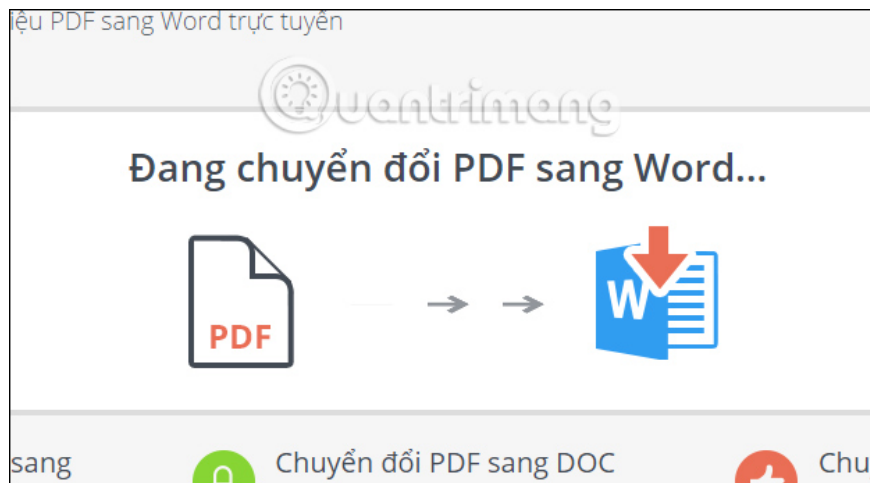 iệu PDF sang Word trực tuyến
Quantrimang
Đang chuyển đổi PDF sang Word...
PDF
W
sang
Chuyển đổi PDF sang DOC
Chu